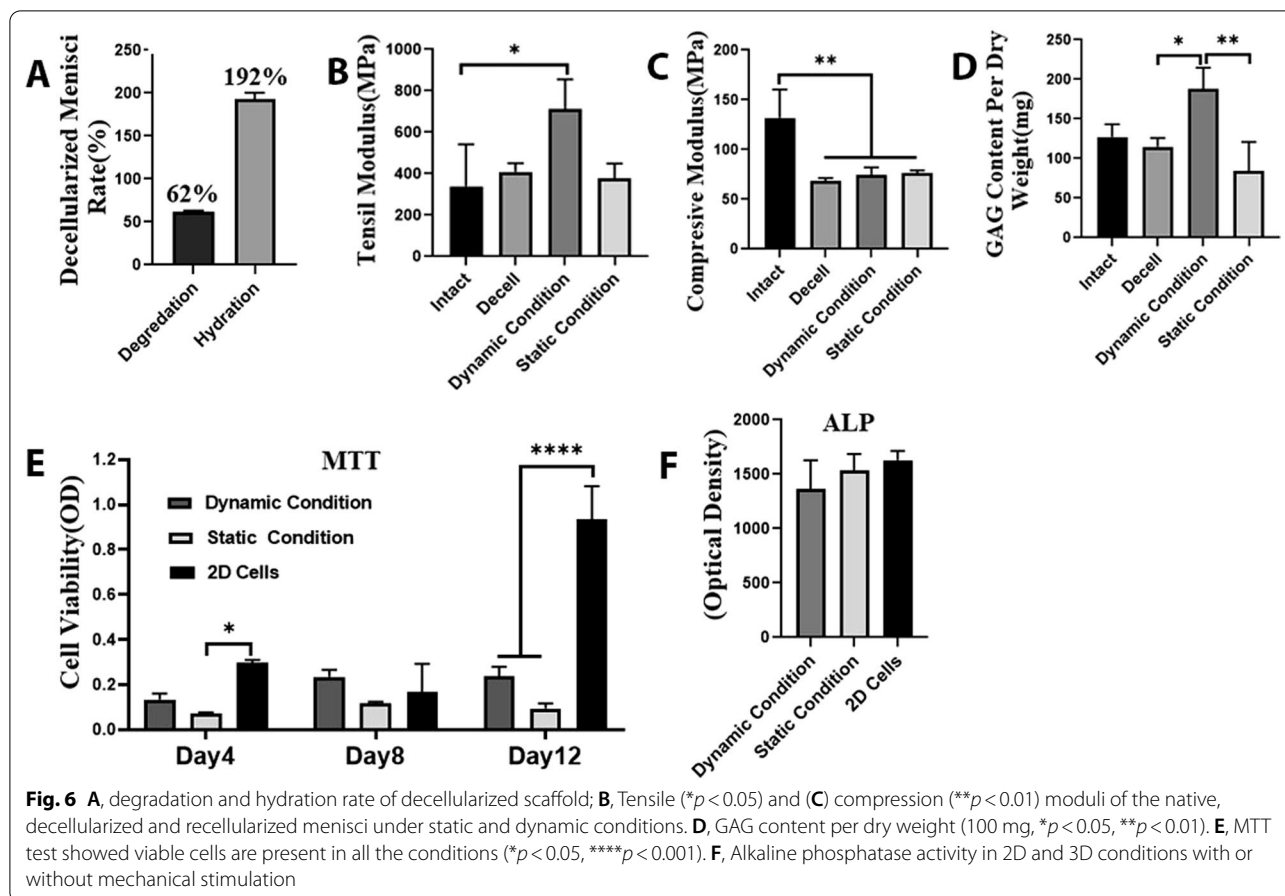 A
Decellularized Menisci
Rate(%)
250
200
150
100
50
0
62%
192%
Degredation
Hydration
B
Tensil Modulus(MPa)
1000
800
600
400
200
0
*
Intact
Decell
Dynamic Condition
Static Condition
C
Compresive Modulus(MPa)
200
150
100
50
0
**
Intact
Decell
Dynamic Condition
Static Condition
D
GAG Content Per Dry
Weight(mg)
250
200
150
100
50
0
*
**
Intact
Decell
Dynamic Condition
Static Condition
E
MTT
Cell Viability(OD)
1.2
1.0
0.8
0.6
0.4
0.2
0.0
Dynamic Condition
Static Condition
2D Cells
*
****
Day4
Day8
Day12
F
ALP
(Optical Density)
2000
1500
1000
500
0
Dynamic Condition
Static Condition
2D Cells
Fig. 6 A, degradation and hydration rate of decellularized scaffold; B, Tensile (*p < 0.05) and (C) compression (**p < 0.01) moduli of the native,
decellularized and recellularized menisci under static and dynamic conditions. D, GAG content per dry weight (100 mg, *p < 0.05, **p < 0.01). E, MTT
test showed viable cells are present in all the conditions (*p < 0.05, ****p < 0.001). F, Alkaline phosphatase activity in 2D and 3D conditions with or
without mechanical stimulation